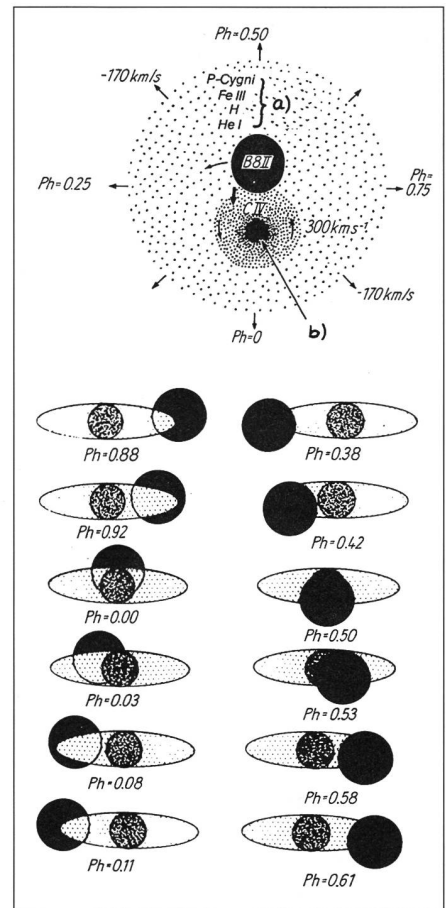 Ph=0.50
-170 km/s
P-Cygni
Fe III
H
He I
a)
B8II
Ph=0.25
Ph=
0.75
C IV
300 km s⁻¹
-170 km/s
b)
Ph=0
Ph=0.88
Ph=0.38
Ph=0.92
Ph=0.42
Ph=0.00
Ph=0.50
Ph=0.03
Ph=0.53
Ph=0.08
Ph=0.58
Ph=0.11
Ph=0.61